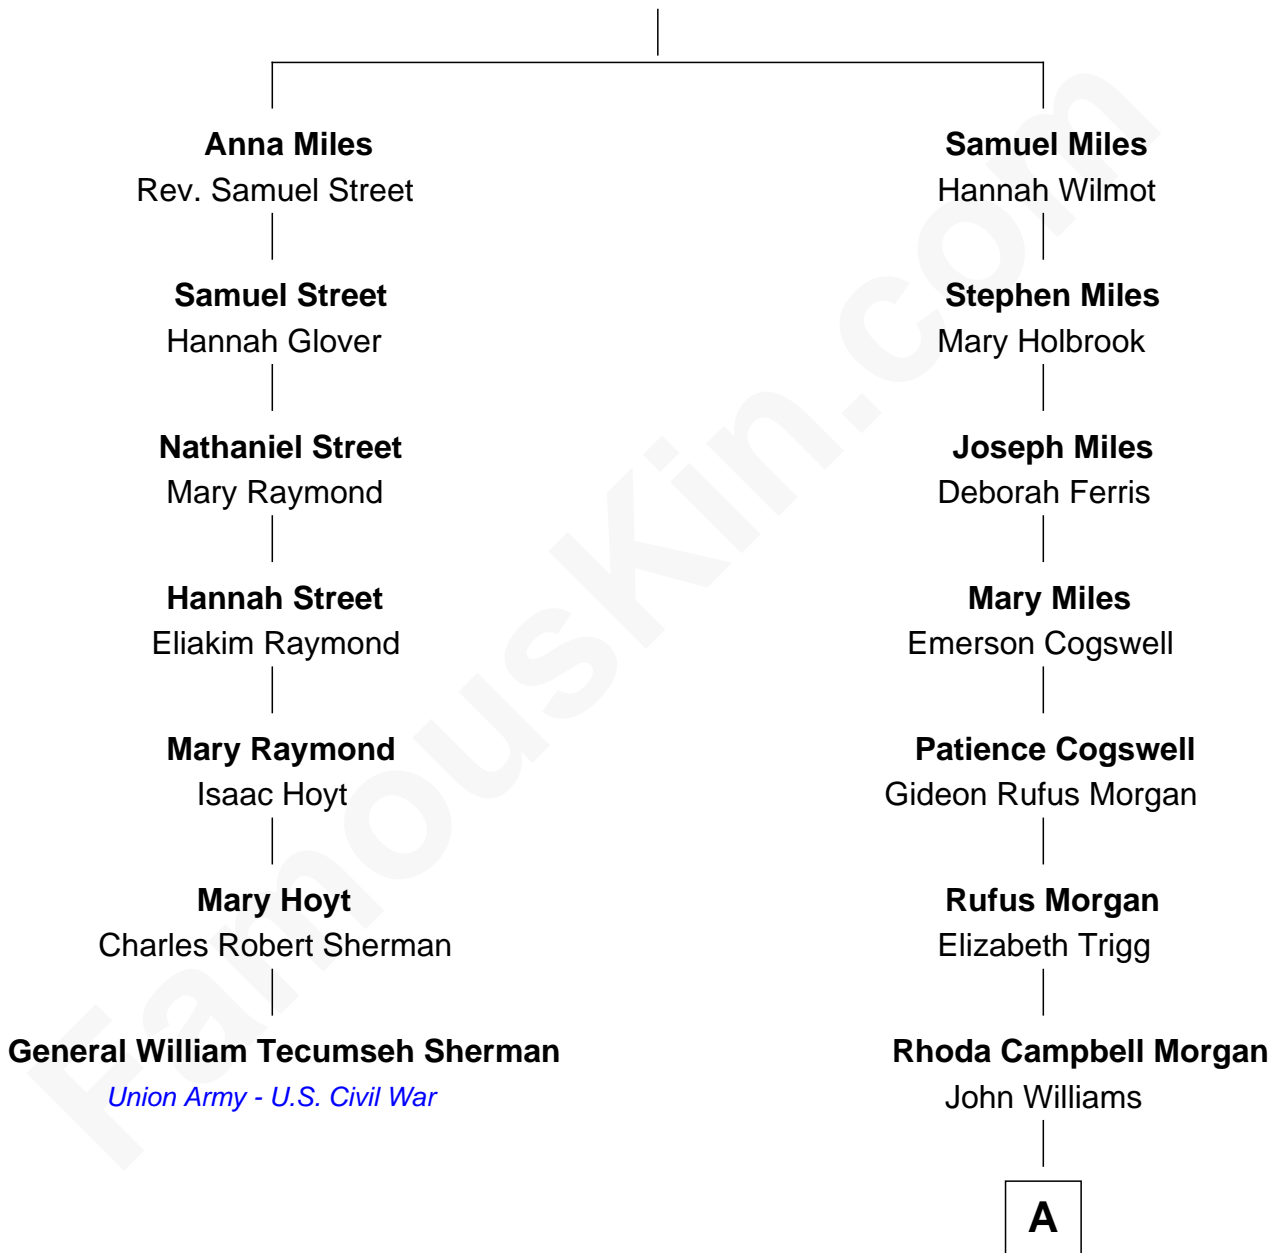 Anna Miles
Rev. Samuel Street
Samuel Street
Hannah Glover
Nathaniel Street
Mary Raymond
Hannah Street
Eliakim Raymond
Mary Raymond
Isaac Hoyt
Mary Hoyt
Charles Robert Sherman
General William Tecumseh Sherman
Union Army - U.S. Civil War
Samuel Miles
Hannah Wilmot
Stephen Miles
Mary Holbrook
Joseph Miles
Deborah Ferris
Mary Miles
Emerson Cogswell
Patience Cogswell
Gideon Rufus Morgan
Rufus Morgan
Elizabeth Trigg
Rhoda Campbell Morgan
John Williams
A
FamousKin.com